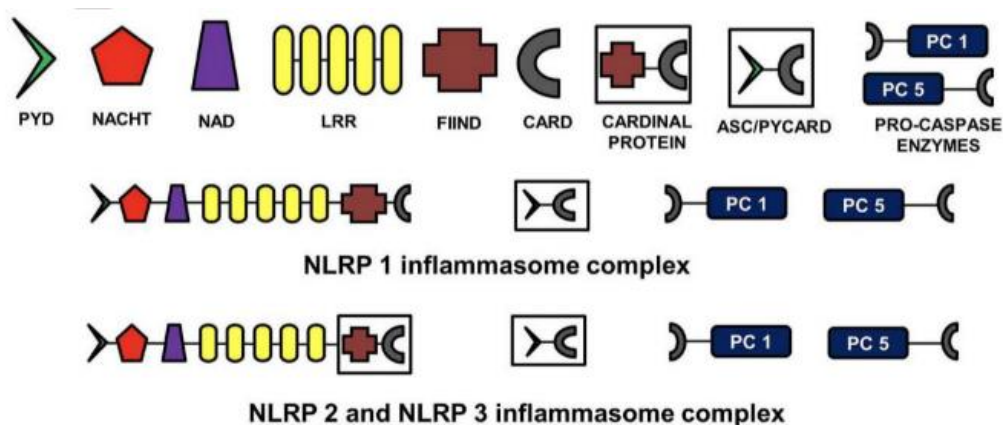 PC 1
PC 5
PYD NACHT NAD LRR FIIND CARD CARDINAL PROTEIN ASC/PYCARD PRO-CASPASE ENZYMES
PC 1 PC 5
NLRP 1 inflammasome complex
PC 1 PC 5
NLRP 2 and NLRP 3 inflammasome complex